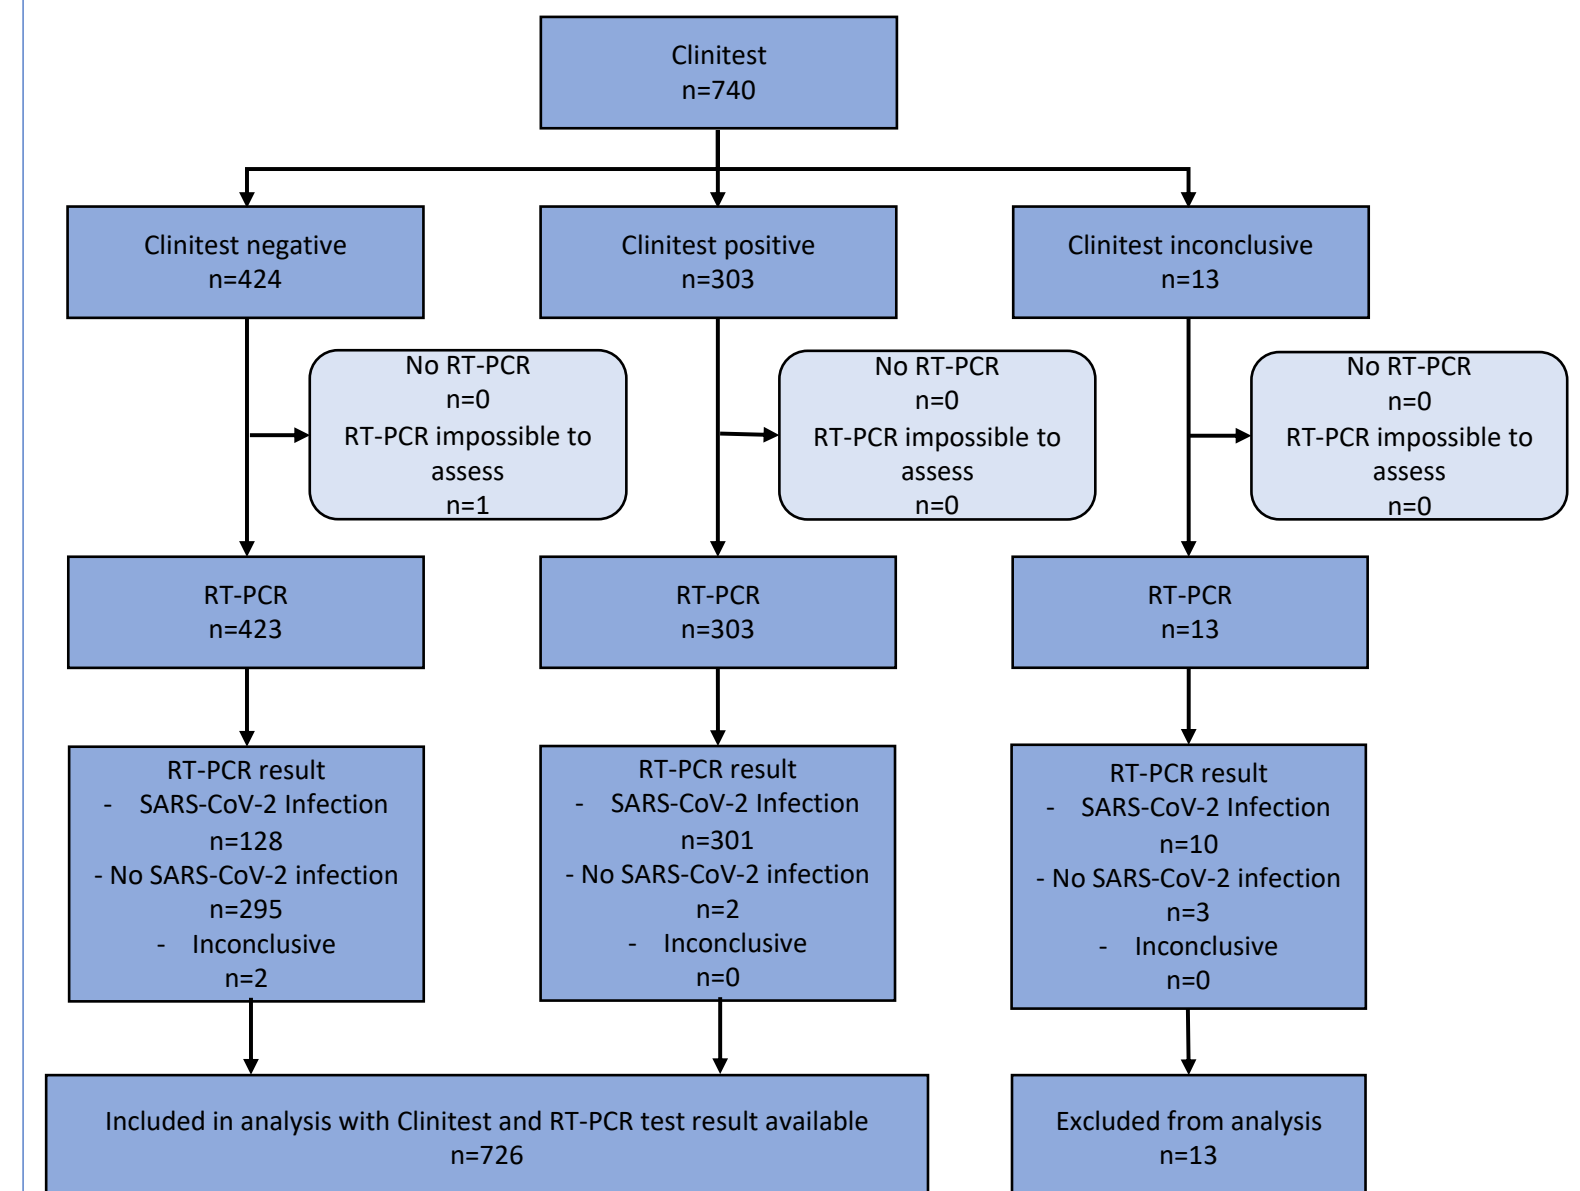 Clinitest
n=740
Clinitest negative
n=424
Clinitest positive
n=303
Clinitest inconclusive
n=13
No RT-PCR
n=0
RT-PCR impossible to
assess
n=1
No RT-PCR
n=0
RT-PCR impossible to
assess
n=0
No RT-PCR
n=0
RT-PCR impossible to
assess
n=0
RT-PCR
n=423
RT-PCR
n=303
RT-PCR
n=13
RT-PCR result
- SARS-CoV-2 Infection
n=128
- No SARS-CoV-2 infection
n=295
- Inconclusive
n=2
RT-PCR result
- SARS-CoV-2 Infection
n=301
- No SARS-CoV-2 infection
n=2
- Inconclusive
n=0
RT-PCR result
- SARS-CoV-2 Infection
n=10
- No SARS-CoV-2 infection
n=3
- Inconclusive
n=0
Included in analysis with Clinitest and RT-PCR test result available
n=726
Excluded from analysis
n=13